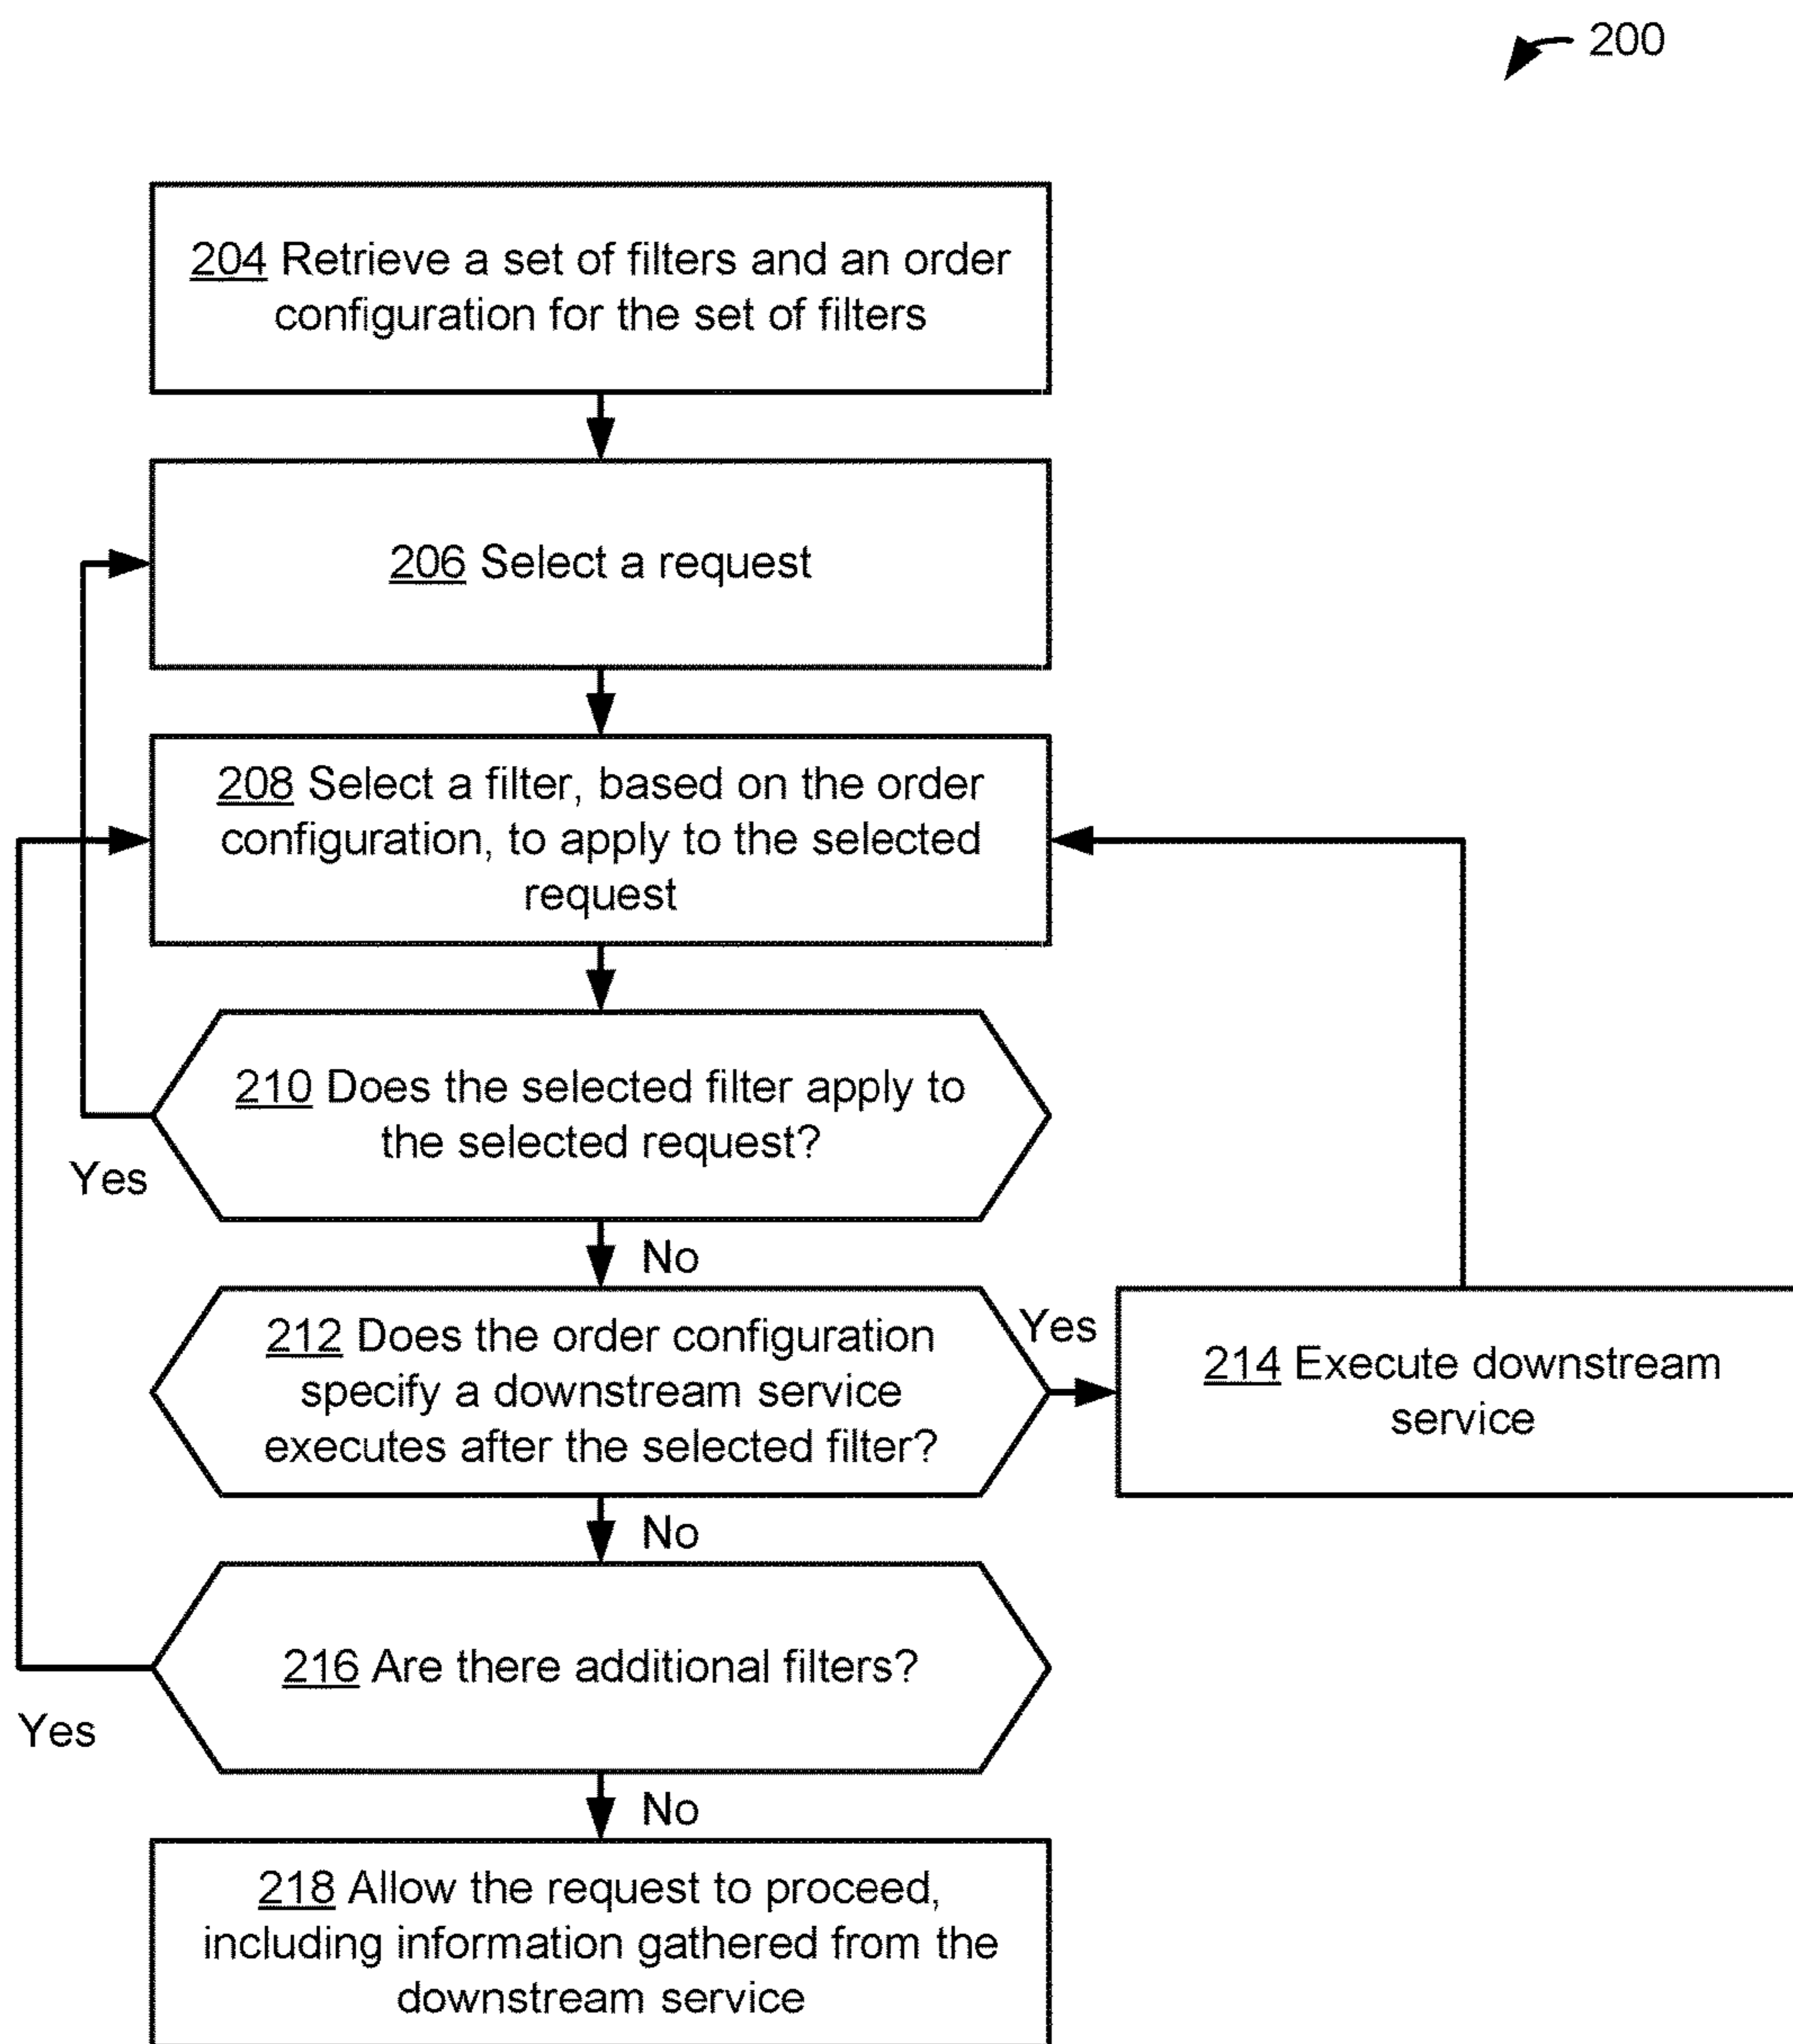 200
204 Retrieve a set of filters and an order
configuration for the set of filters
206 Select a request
208 Select a filter, based on the order
configuration, to apply to the selected
request
210 Does the selected filter apply to
the selected request?
Yes
No
212 Does the order configuration
specify a downstream service
executes after the selected filter?
Yes
214 Execute downstream
service
No
216 Are there additional filters?
Yes
No
218 Allow the request to proceed,
including information gathered from the
downstream service